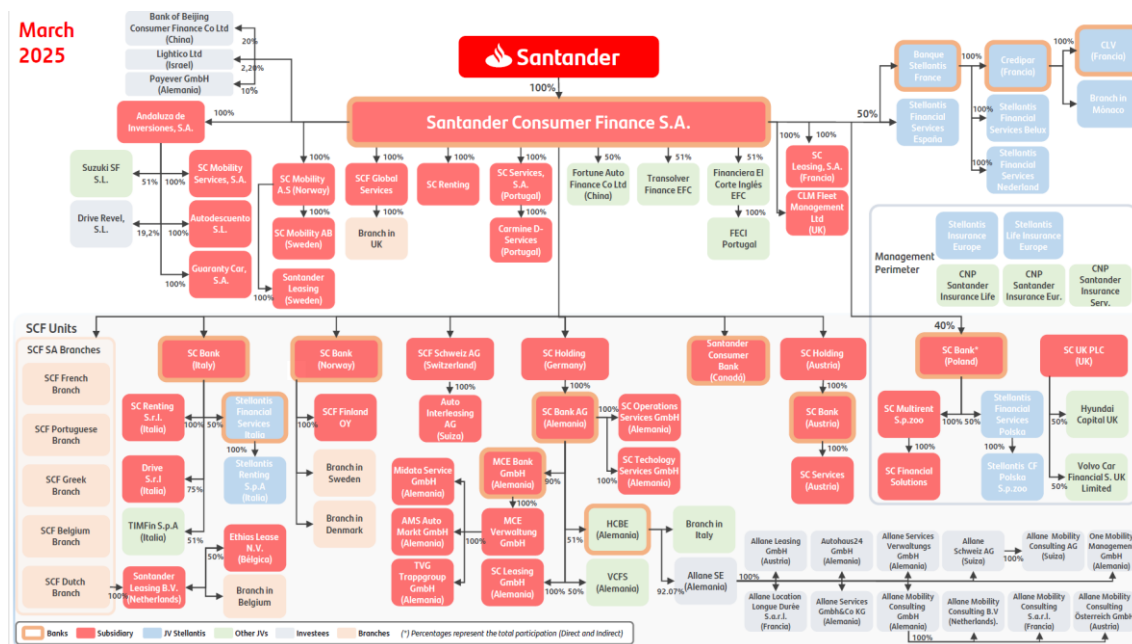 March
2025
Bank of Beijing
Consumer Finance Co Ltd
(China)
20%
Lightico Ltd
(Israel)
2,20%
Payever GmbH
(Alemania)
10%
Santander
100%
Santander Consumer Finance S.A.
50%
100%
Banque
Stellantis
France
100%
Credipar
(Francia)
100%
CLV
(Francia)
Branch in
Mónaco
Stellantis
Financial
Services
España
Stellantis
Financial
Services Belux
100%
Stellantis
Financial
Services
Nederland
Andaluza de
Inversiones, S.A.
100%
Suzuki SF
S.L.
51%
100%
SC Mobility
Services, S.A.
Drive Revel,
S.L.
19,2%
100%
Autodescuento
S.L.
100%
Guaranty Car,
S.A.
100%
SC Mobility
A.S (Norway)
100%
SC Mobility AB
(Sweden)
100%
Santander
Leasing
(Sweden)
100%
SCF Global
Services
100%
Branch in
UK
100%
SC Renting
100%
SC Services,
S.A.
(Portugal)
100%
Carmine D-
Services
(Portugal)
50%
Fortune Auto
Finance Co Ltd
(China)
51%
Transolver
Finance EFC
51%
Financiera El
Corte Inglés
EFC
100%
FECI
Portugal
100%
100%
SC
Leasing, S.A.
(Francia)
CLM Fleet
Management
Ltd
(UK)
Management
Perimeter
Stellantis
Insurance
Europe
Stellantis
Life Insurance
Europe
CNP
Santander
Insurance Life
CNP
Santander
Insurance Eur.
CNP
Santander
Insurance
Serv.
40%
SC Bank*
(Poland)
SC UK PLC
(UK)
SC Multirent
S.p.zoo
100%
50%
Stellantis
Financial
Services
Polska
100%
SC Financial
Solutions
100%
Stellantis CF
Polska
S.p.zoo
50%
Hyundai
Capital UK
50%
Volvo Car
Financial S. UK
Limited
SCF Units
SCF SA Branches
SCF French
Branch
SCF Portuguese
Branch
SCF Greek
Branch
SCF Belgium
Branch
SCF Dutch
Branch
100%
Santander
Leasing B.V.
(Netherlands)
50%
Ethias Lease
N.V.
(Bélgica)
Branch in
Belgium
SC Bank
(Italy)
SC Renting
S.r.l.
(Italia)
100%
50%
Stellantis
Financial
Services
Italia
100%
Stellantis
Renting
S.p.A
(Italia)
Drive
S.r.l
(Italia)
75%
TIMFin S.p.A
(Italia)
51%
SC Bank
(Norway)
100%
SCF Finland
OY
Branch in
Sweden
Branch in
Denmark
SCF Schweiz AG
(Switzerland)
100%
Auto
Interleasing AG
(Suiza)
SC Holding
(Germany)
100%
SC Bank AG
(Alemania)
100%
SC Operations
Services GmbH
(Alemania)
100%
SC Techology
Services GmbH
(Alemania)
MCE Bank
GmbH
(Alemania)
90%
100%
MCE
Verwaltung
GmbH
100%
Midata Service
GmbH
(Alemania)
AMS Auto
Markt GmbH
(Alemania)
TVG
Trappgroup
GmbH
(Alemania)
SC Leasing
GmbH
(Alemania)
100%
50%
VCFS
51%
HCBE
(Alemania)
Branch in
Italy
92.07%
Allane SE
(Alemania)
100%
Santander
Consumer
Bank
(Canadá)
SC Holding
(Austria)
100%
SC Bank
(Austria)
100%
SC Services
(Austria)
Allane Leasing
GmbH
(Austria)
Autohaus24
GmbH
(Alemania)
Allane Services
Verwaltungs
GmbH
(Alemania)
Allane
Schweiz AG
(Suiza)
100%
Allane Mobility
Consulting AG
(Suiza)
One Mobility
Management
GmbH
(Alemania)
Allane Location
Longue Durée
S.a.r.l.
(Francia)
Allane Services
Gmbh&Co KG
(Alemania)
Allane Mobility
Consulting
GmbH
(Alemania)
Allane Mobility
Consulting B.V
(Netherlands).
Allane Mobility
Consulting
S.a.r.l.
(Francia)
Allane Mobility
Consulting
Österreich GmbH
(Austria)
100%
100%
100%
100%
Banks
Subsidiary
JV Stellantis
Other JVs
Investees
Branches
(*) Percentages represent the total participation (Direct and Indirect)